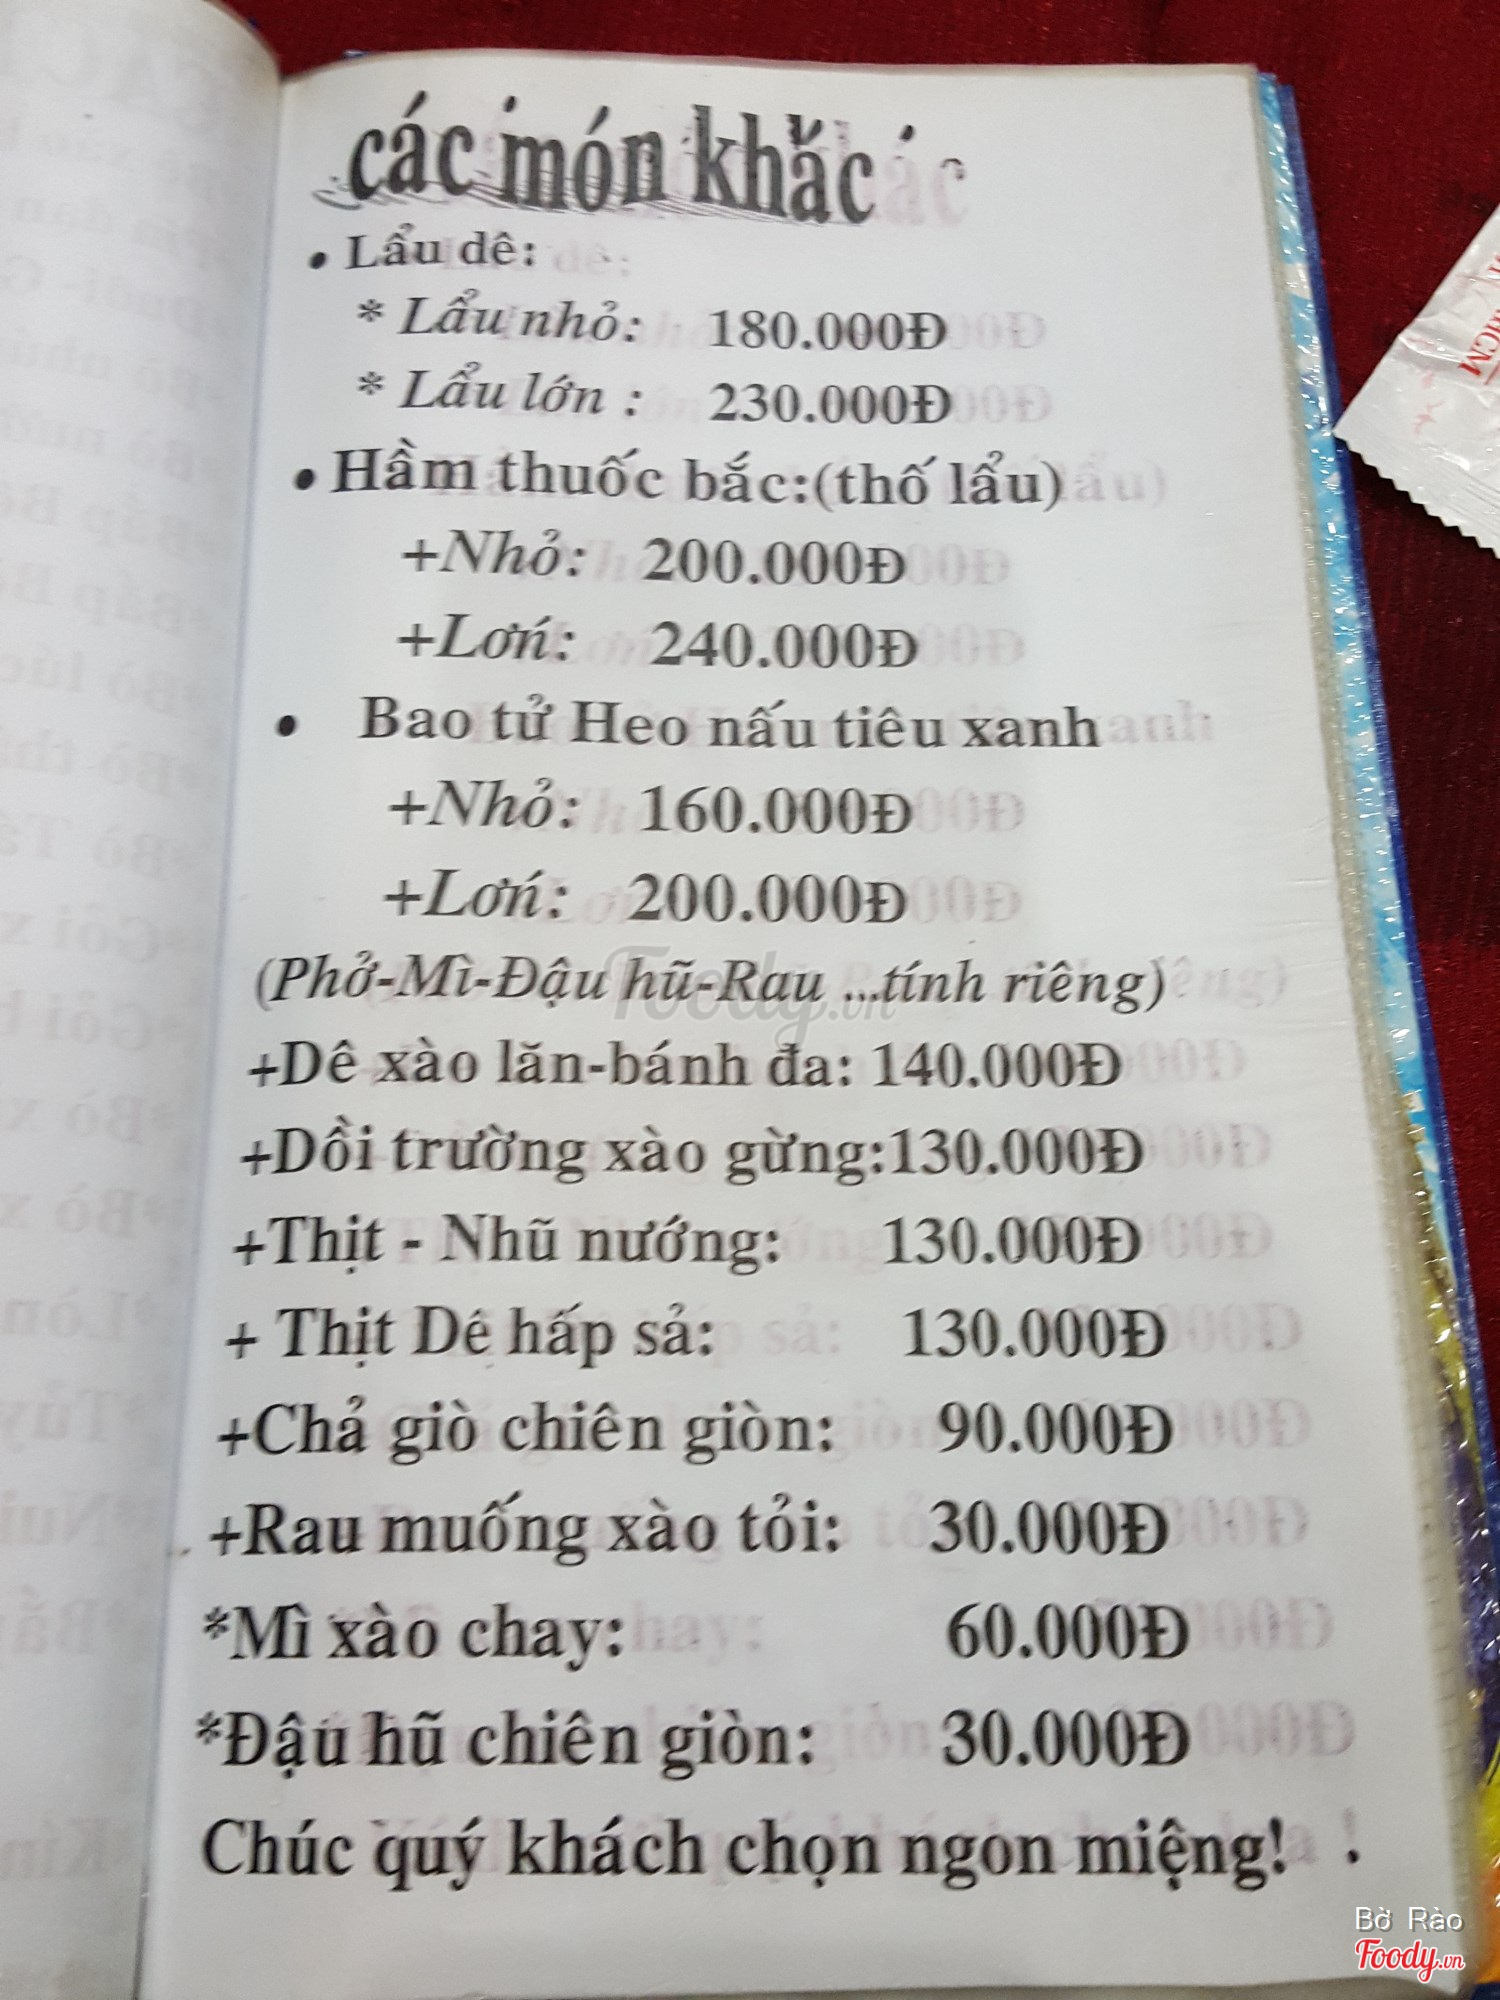 các món khắc
• Lẩu dê:
* Lẩu nhỏ: 180.000Đ
* Lẩu lớn : 230.000Đ
• Hầm thuốc bắc:(thố lẩu)
+Nhỏ: 200.000Đ
+Lớn: 240.000Đ
• Bao tử Heo nấu tiêu xanh
+Nhỏ: 160.000Đ
+Lớn: 200.000Đ
(Phở-Mì-Đậu hũ-Rau ...tính riêng)
Foody.vn
+Dê xào lăn-bánh đa: 140.000Đ
+Dồi trường xào gừng:130.000Đ
+Thịt - Nhũ nướng: 130.000Đ
+ Thịt Dê hấp sả: 130.000Đ
+Chả giò chiên giòn: 90.000Đ
+Rau muống xào tỏi: 30.000Đ
*Mì xào chay: 60.000Đ
*Đậu hũ chiên giòn: 30.000Đ
Chúc quý khách chọn ngon miệng!
HCM
Bờ Rào
Foody.vn